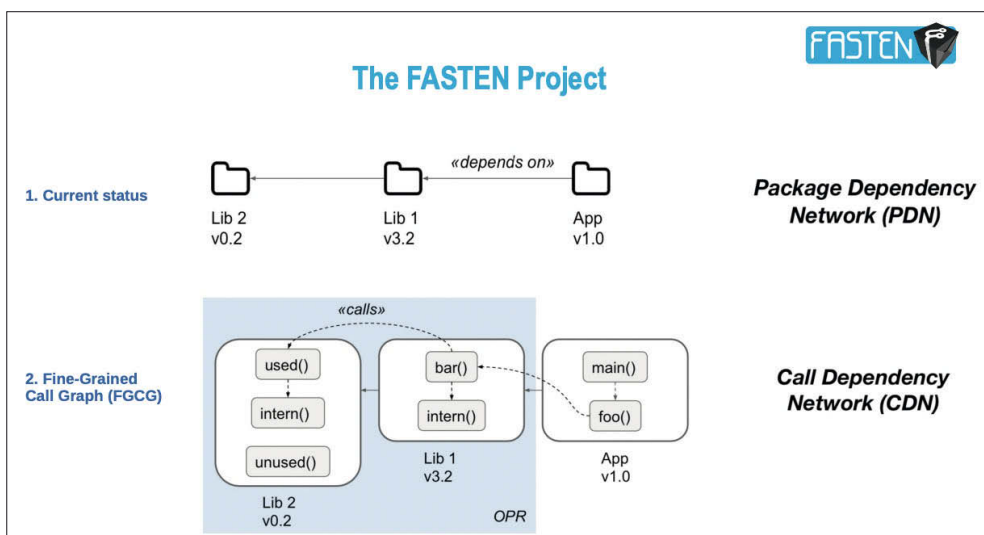 FASTEN
The FASTEN Project
«depends on»
1. Current status
Lib 2
v0.2
Lib 1
v3.2
App
v1.0
Package Dependency
Network (PDN)
«calls»
2. Fine-Grained
Call Graph (FGCG)
used()
intern()
unused()
Lib 2
v0.2
bar()
intern()
Lib 1
v3.2
OPR
main()
foo()
App
v1.0
Call Dependency
Network (CDN)